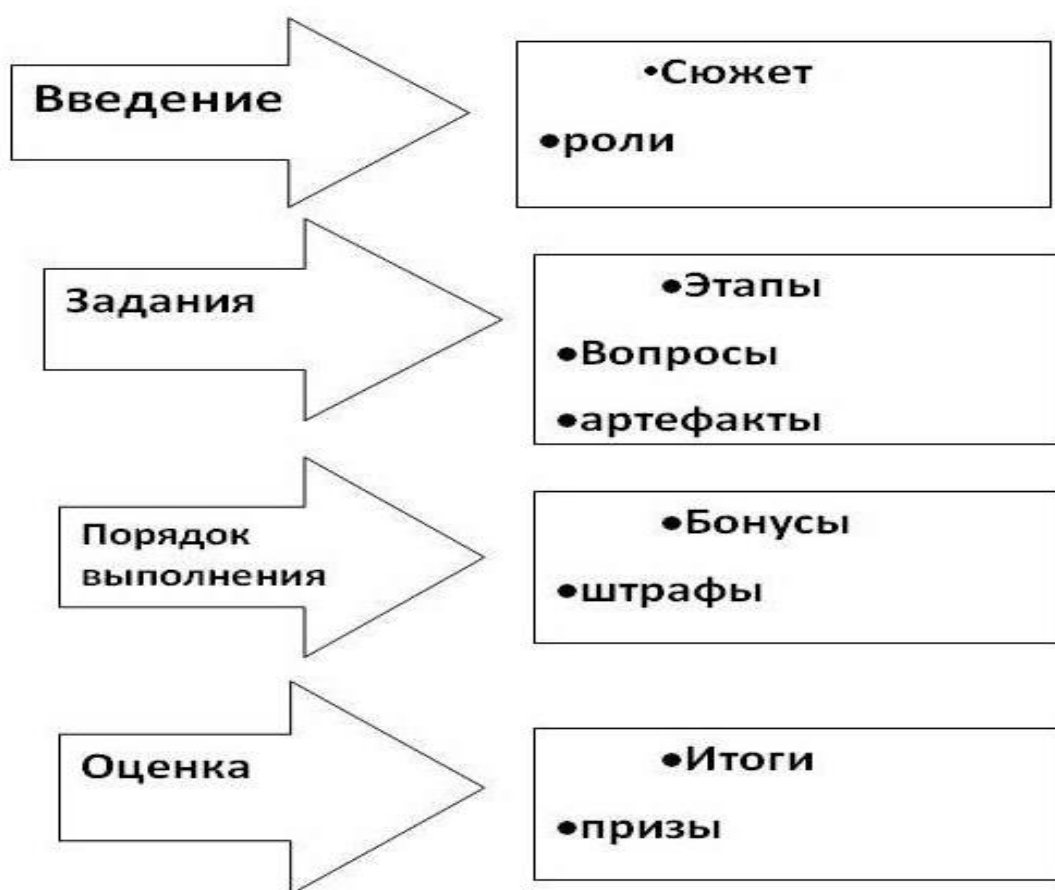 Введение
•Сюжет
•роли
Задания
•Этапы
•Вопросы
•артефакты
Порядок
выполнения
•Бонусы
•штрафы
Оценка
•Итоги
•призы